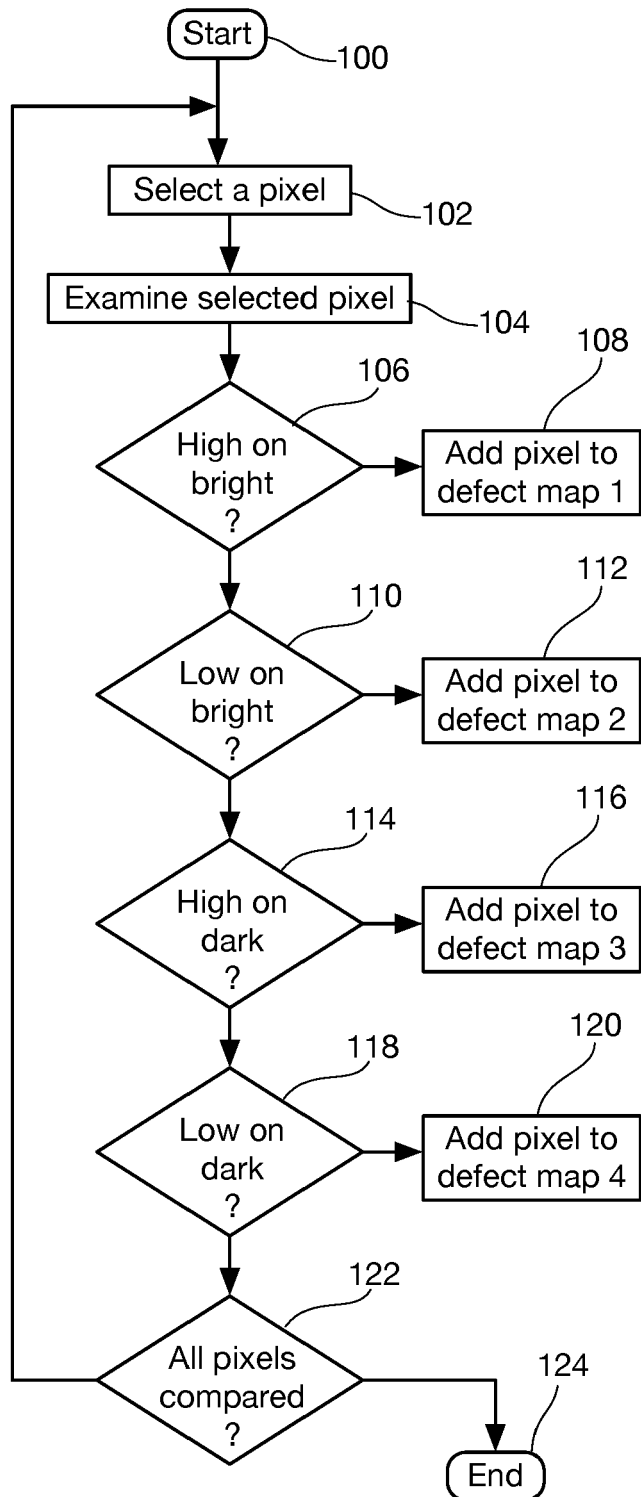 Start
100
Select a pixel
102
Examine selected pixel
104
106
High on
bright
?
108
Add pixel to
defect map 1
110
Low on
bright
?
112
Add pixel to
defect map 2
114
High on
dark
?
116
Add pixel to
defect map 3
118
Low on
dark
?
120
Add pixel to
defect map 4
122
All pixels
compared
?
124
End